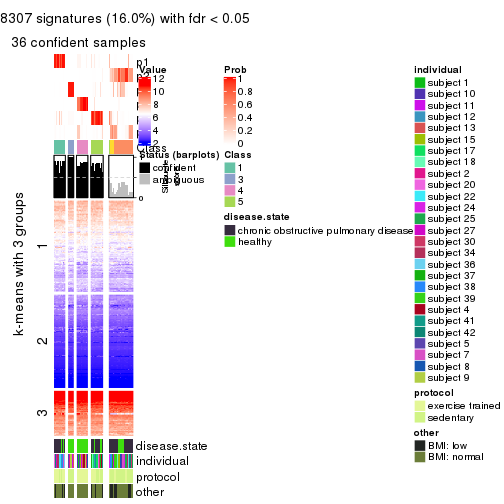 8307 signatures (16.0%) with fdr < 0.05
36 confident samples
p1
p2
Class
Value
12
10
8
6
4
2
Prob
1
0.8
0.6
0.4
0.2
0
Status (barplots)
confident
ambiguous
Class
1
3
4
5
disease.state
chronic obstructive pulmonary disease
healthy
1
0
k-means with 3 groups
1
2
3
disease.state
individual
protocol
other
individual
subject 1
subject 10
subject 11
subject 12
subject 13
subject 15
subject 17
subject 18
subject 2
subject 20
subject 22
subject 24
subject 25
subject 27
subject 30
subject 34
subject 36
subject 37
subject 38
subject 39
subject 4
subject 41
subject 42
subject 5
subject 7
subject 8
subject 9
protocol
exercise trained
sedentary
other
BMI: low
BMI: normal